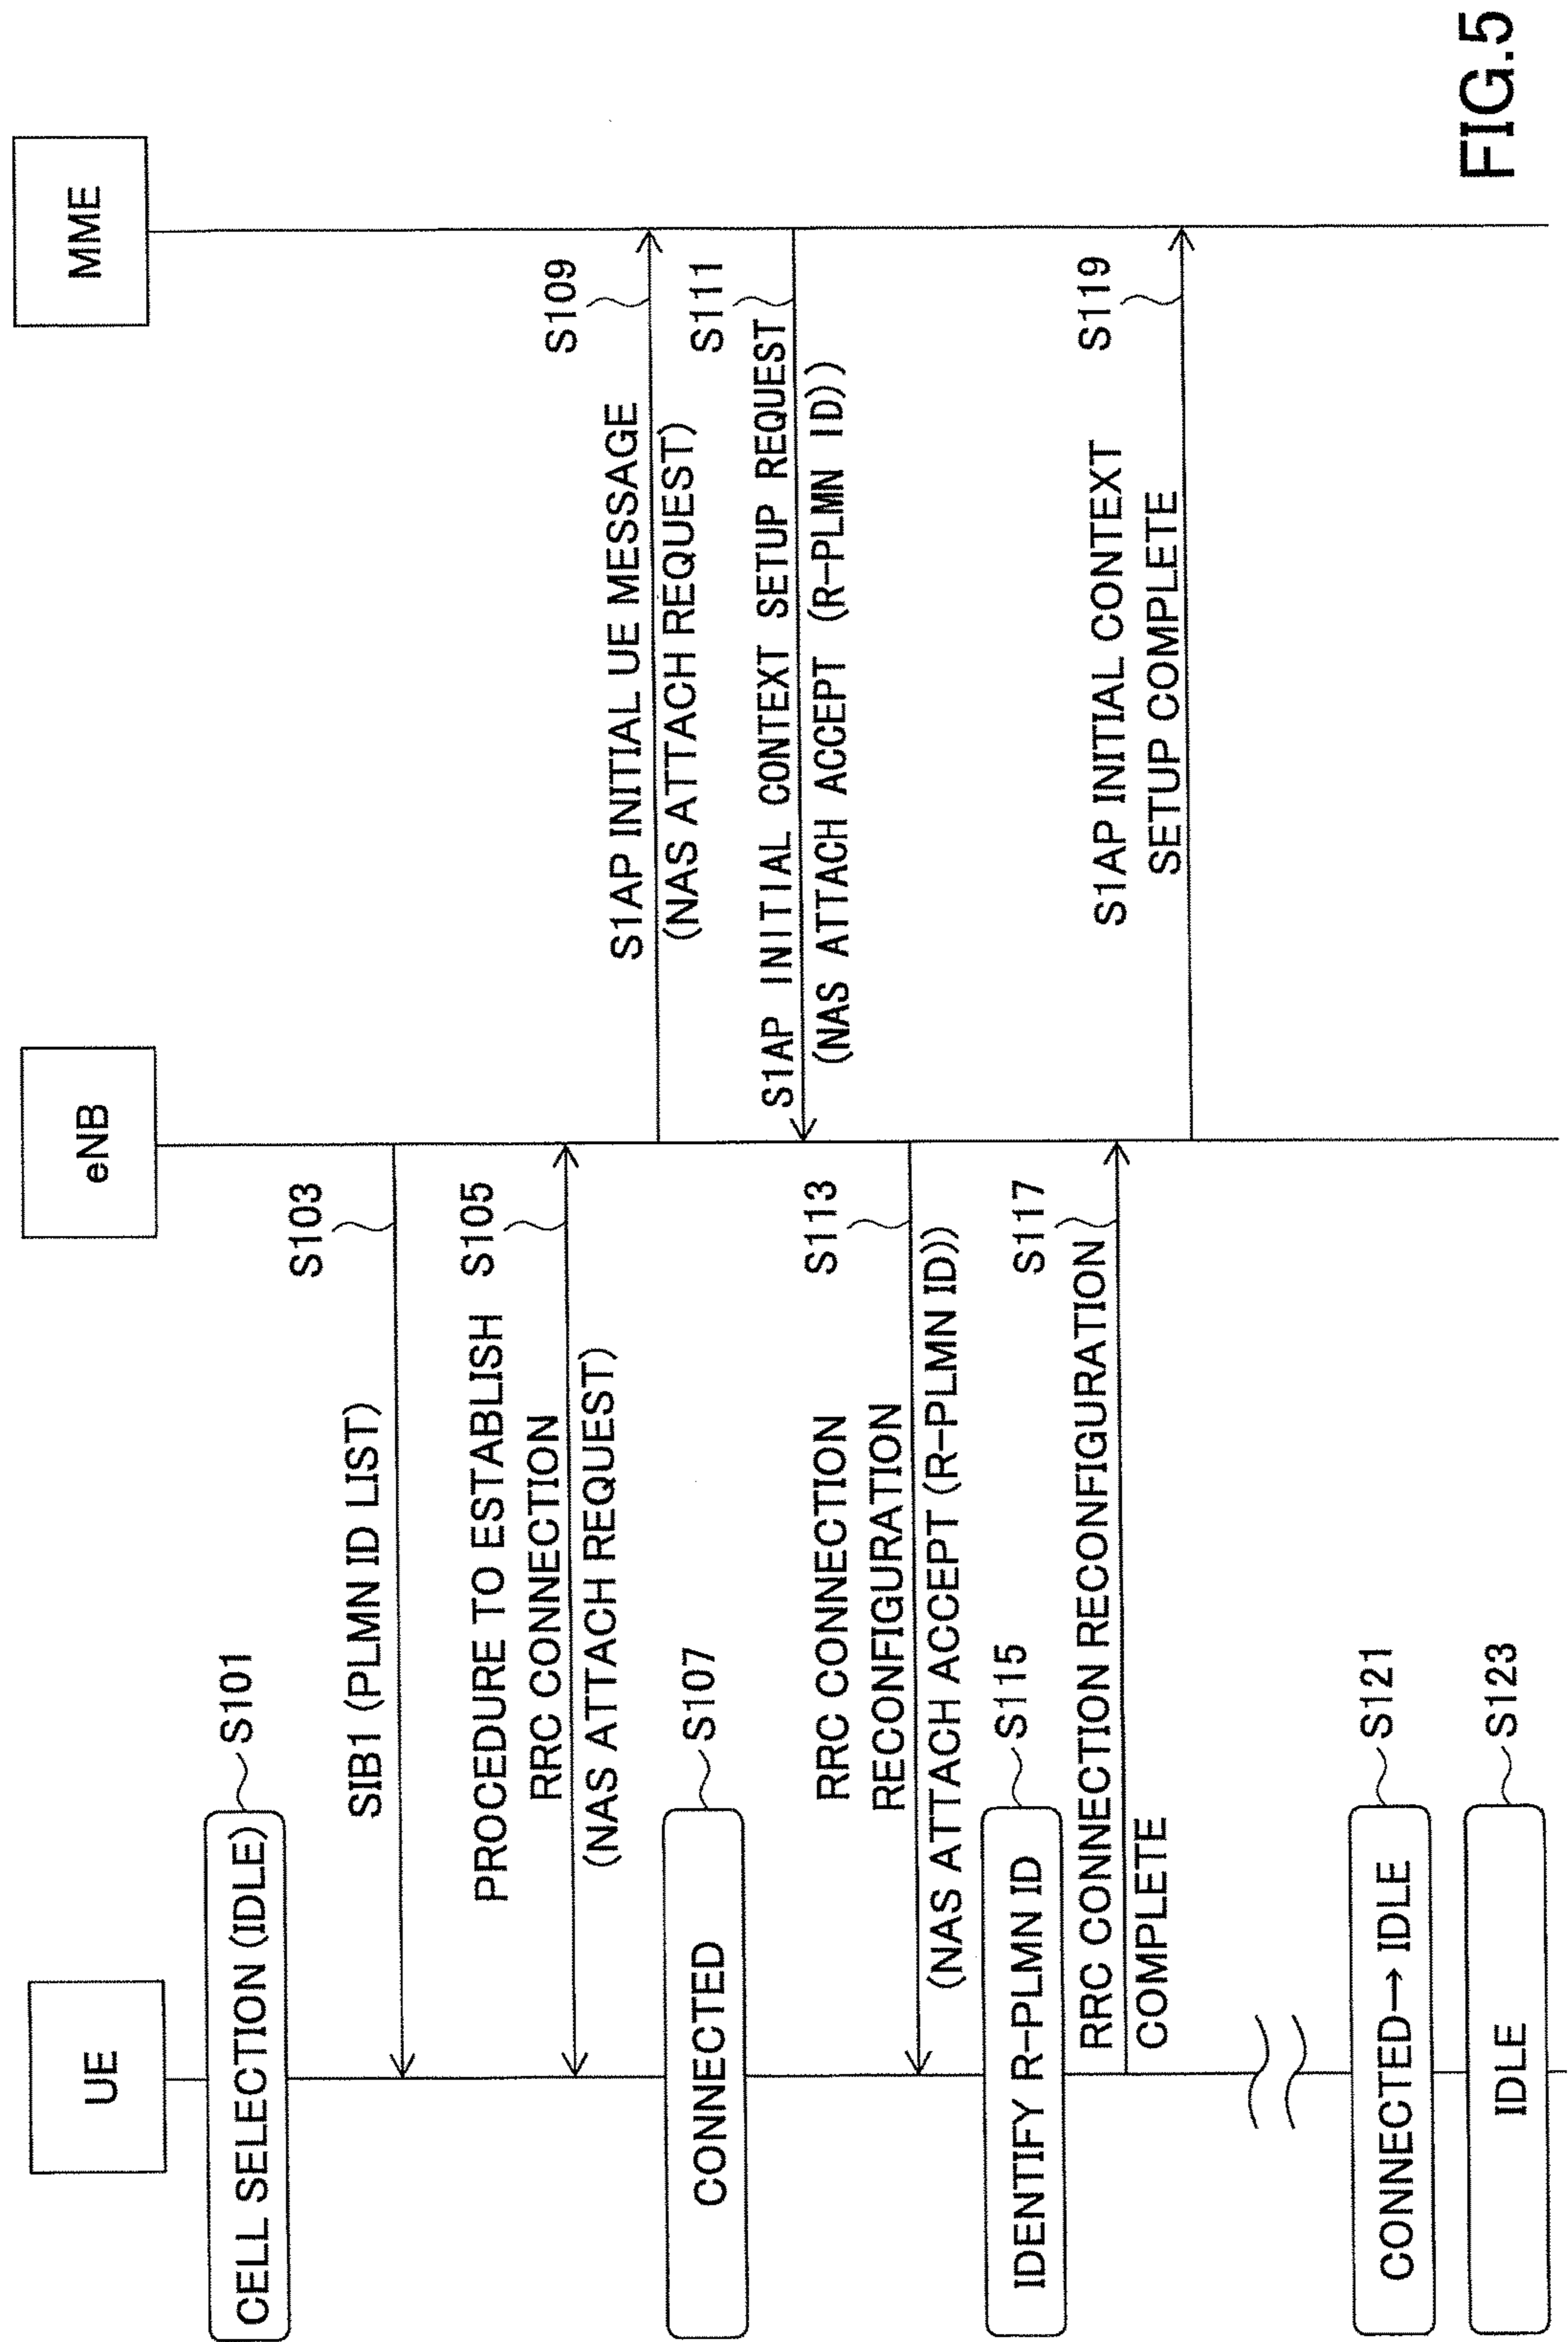 UE
eNB
MME
CELL SELECTION (IDLE)
S101
S103
SIB1 (PLMN ID LIST)
PROCEDURE TO ESTABLISH
S105
RRC CONNECTION
(NAS ATTACH REQUEST)
CONNECTED
S107
S109
S1AP INITIAL UE MESSAGE
(NAS ATTACH REQUEST)
S111
S1AP INITIAL CONTEXT SETUP REQUEST
(NAS ATTACH ACCEPT (R-PLMN ID))
S113
RRC CONNECTION
RECONFIGURATION
(NAS ATTACH ACCEPT (R-PLMN ID))
IDENTIFY R-PLMN ID
S115
S117
RRC CONNECTION RECONFIGURATION
COMPLETE
S119
S1AP INITIAL CONTEXT
SETUP COMPLETE
CONNECTED→IDLE
S121
IDLE
S123
FIG.5